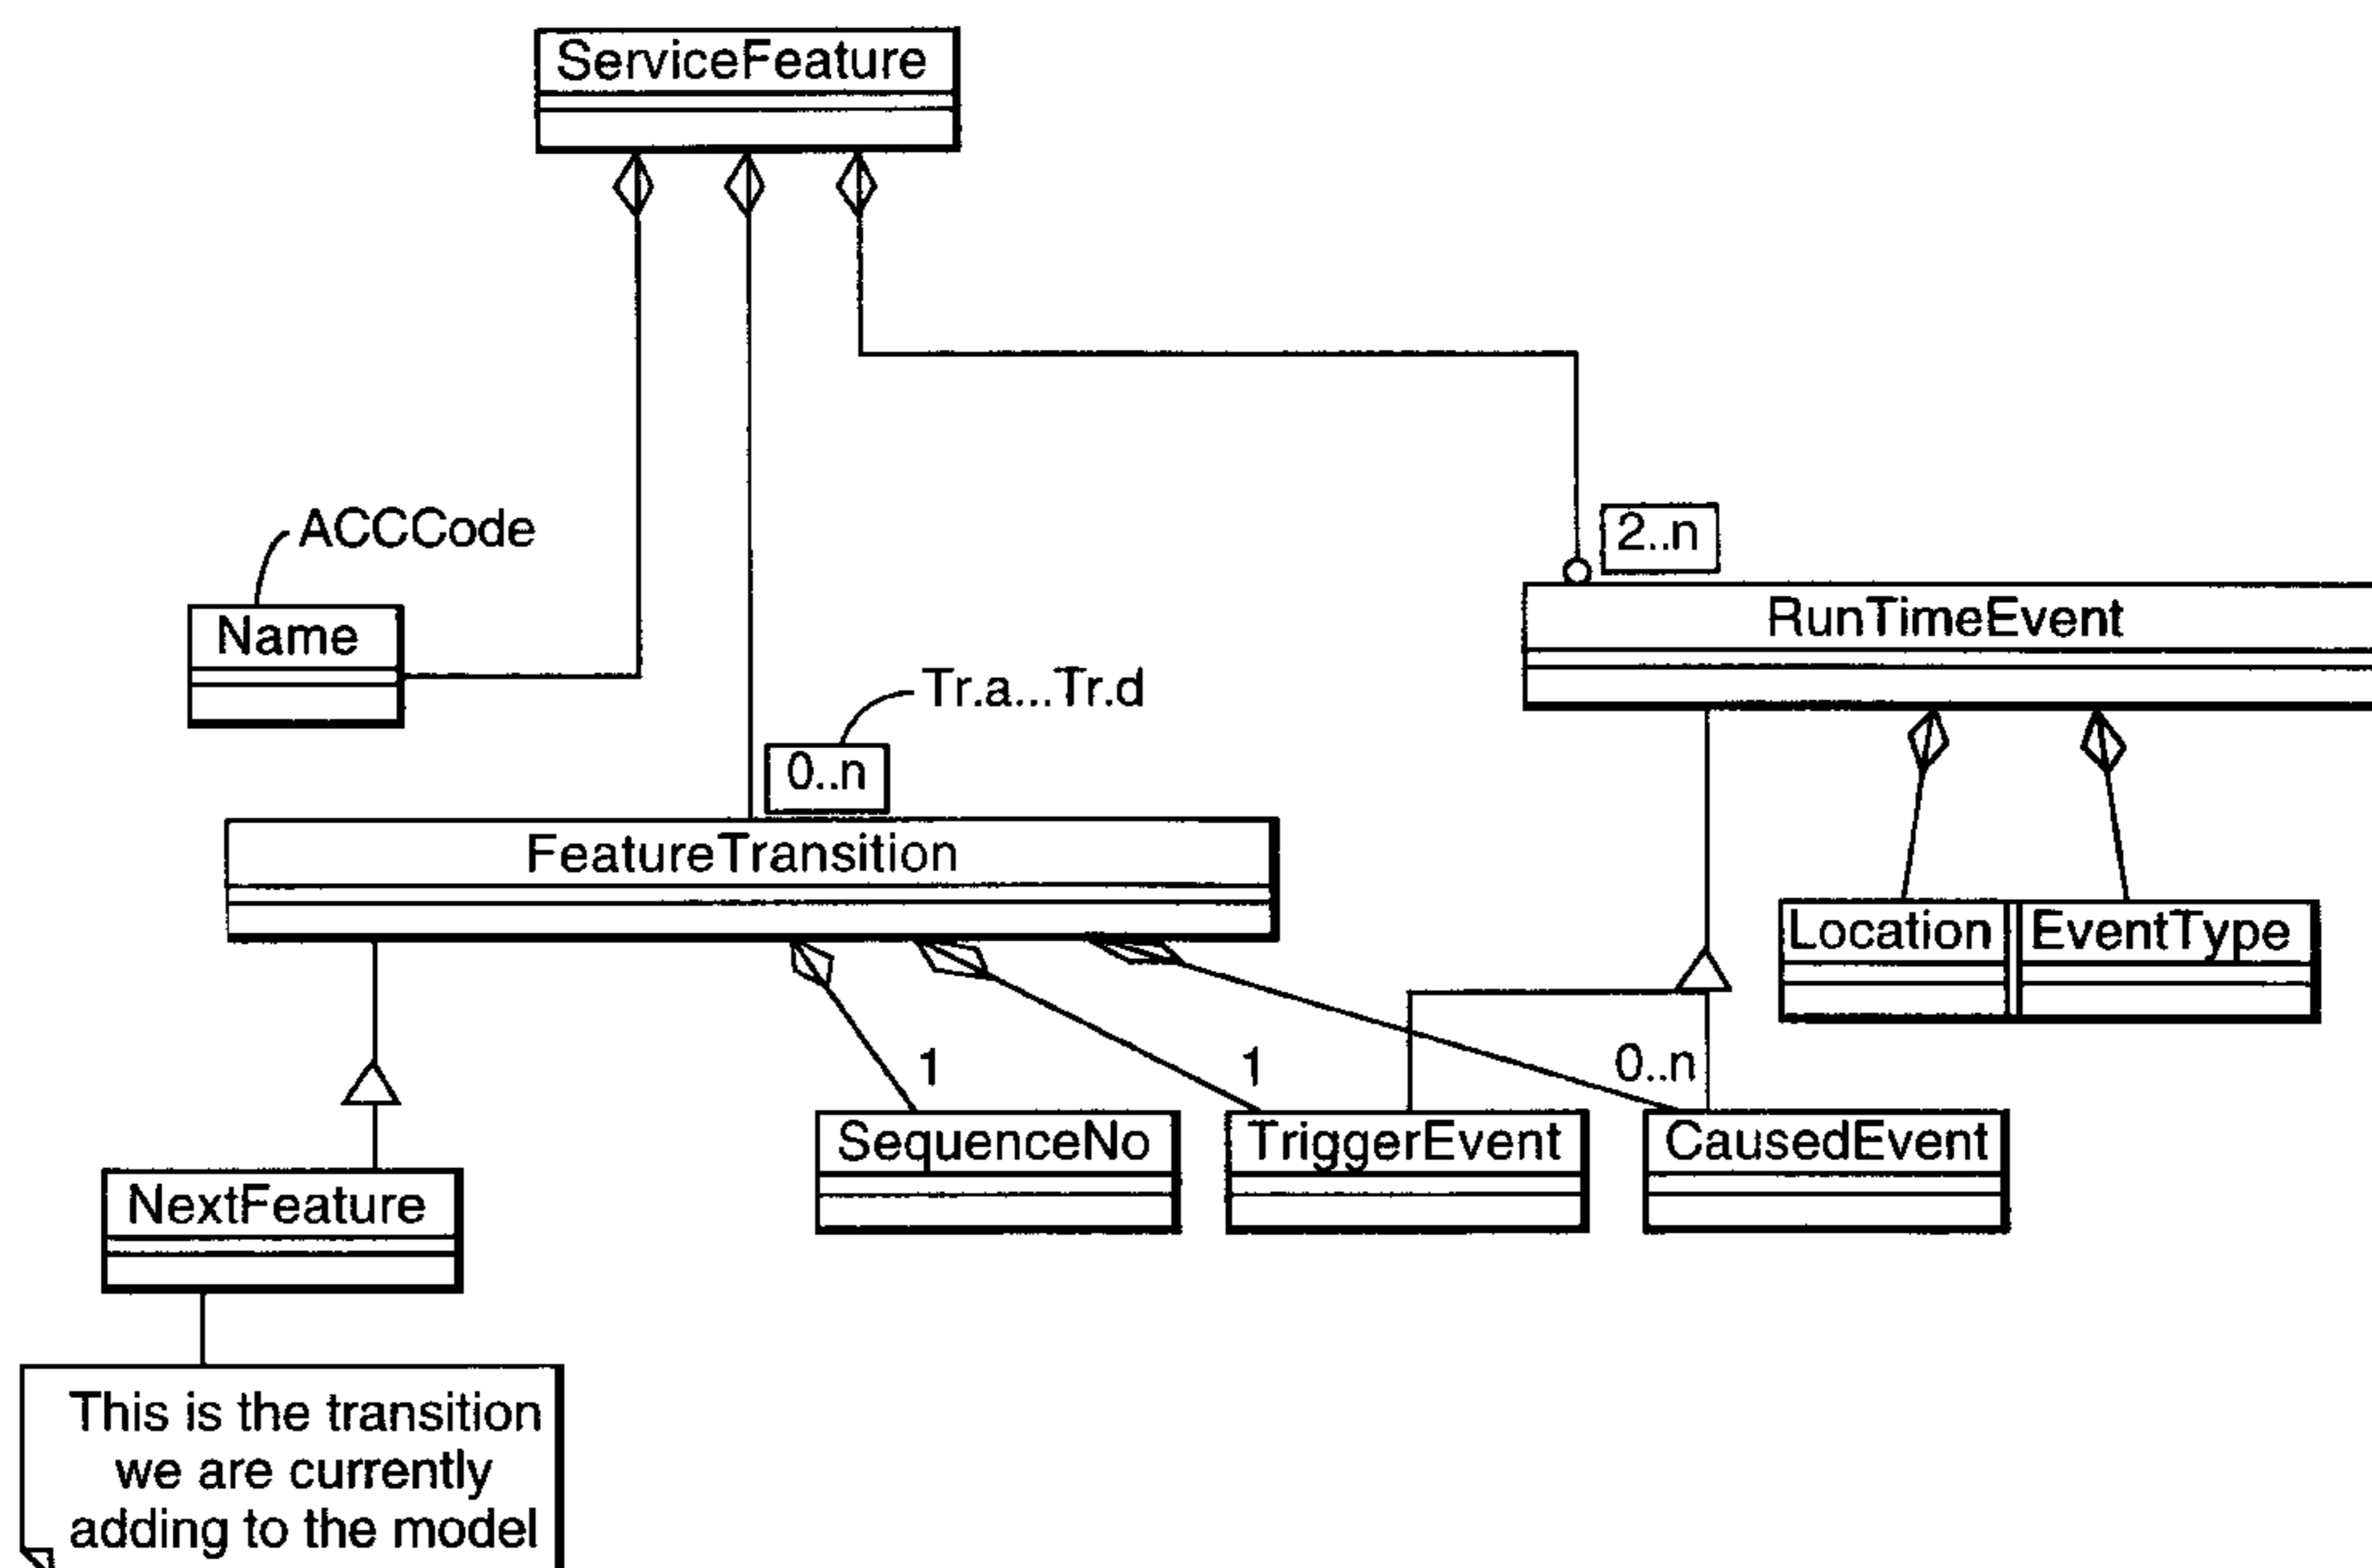 ServiceFeature
ACCCode
2..n
Name
RunTimeEvent
Tr.a...Tr.d
0..n
FeatureTransition
Location
EventType
1
1
0..n
SequenceNo
TriggerEvent
CausedEvent
NextFeature
This is the transition
we are currently
adding to the model